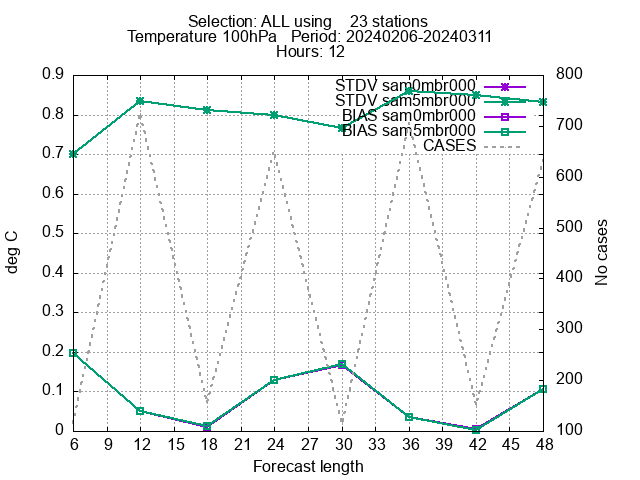 Selection: ALL using    23 stations
Temperature 100hPa   Period: 20240206-20240311
Hours: 12
0.9
0.8
0.7
0.6
0.5
0.4
0.3
0.2
0.1
0
deg C
STDV sam0mbr000
STDV sam5mbr000
BIAS sam0mbr000
BIAS sam5mbr000
CASES
800
700
600
500
400
300
200
100
No cases
6 9 12 15 18 21 24 27 30 33 36 39 42 45 48
Forecast length